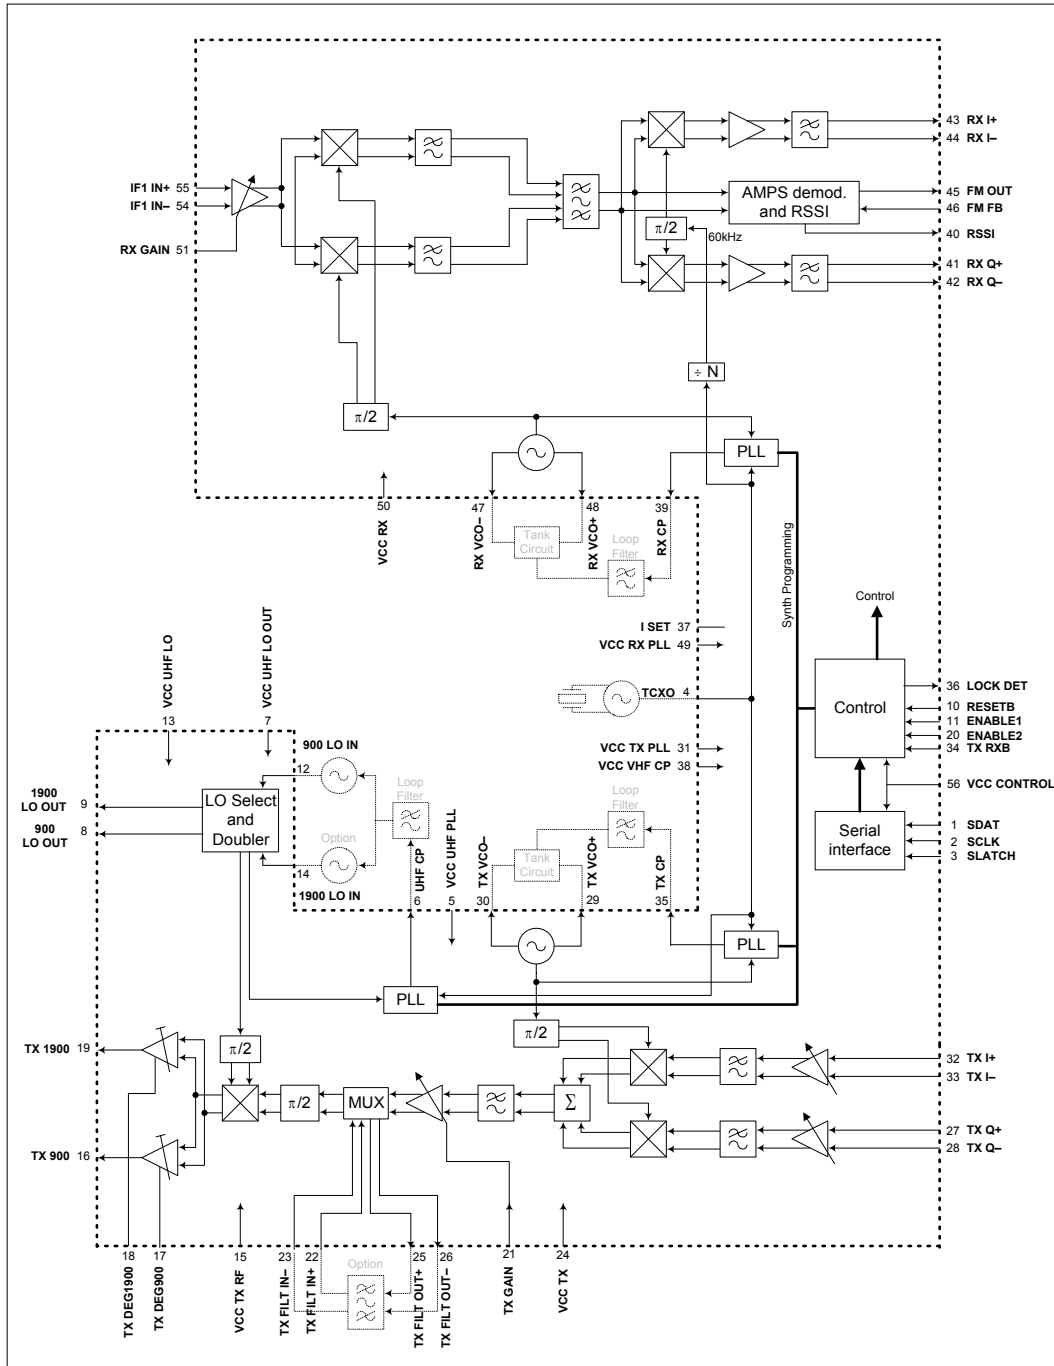 IF1 IN+ 55
IF1 IN– 54
RX GAIN 51
43 RX I+
44 RX I–
AMPS demod.
and RSSI
45 FM OUT
46 FM FB
40 RSSI
π/2
60kHz
41 RX Q+
42 RX Q–
÷ N
π/2
PLL
50
VCC RX
47
RX VCO–
48
RX VCO+
39
RX CP
Tank
Circuit
Loop
Filter
Synth Programming
I SET 37
VCC RX PLL 49
TCXO 4
VCC TX PLL 31
VCC VHF CP 38
Control
Control
36 LOCK DET
10 RESETB
11 ENABLE1
20 ENABLE2
34 TX RXB
56 VCC CONTROL
Serial
interface
1 SDAT
2 SCLK
3 SLATCH
VCC UHF LO
13
VCC UHF LO OUT
7
900 LO IN
12
1900
LO OUT 9
900
LO OUT 8
LO Select
and
Doubler
Option
14
1900 LO IN
Loop
Filter
UHF CP
6
VCC UHF PLL
5
TX VCO–
30
Tank
Circuit
TX VCO+
29
Loop
Filter
TX CP
35
PLL
PLL
π/2
TX 1900 19
π/2
32 TX I+
33 TX I–
π/2
MUX
Σ
27 TX Q+
28 TX Q–
TX 900 16
18
TX DEG1900
17
TX DEG900
15
VCC TX RF
23
TX FILT IN–
22
TX FILT IN+
Option
25
TX FILT OUT+
26
TX FILT OUT–
21
TX GAIN
24
VCC TX